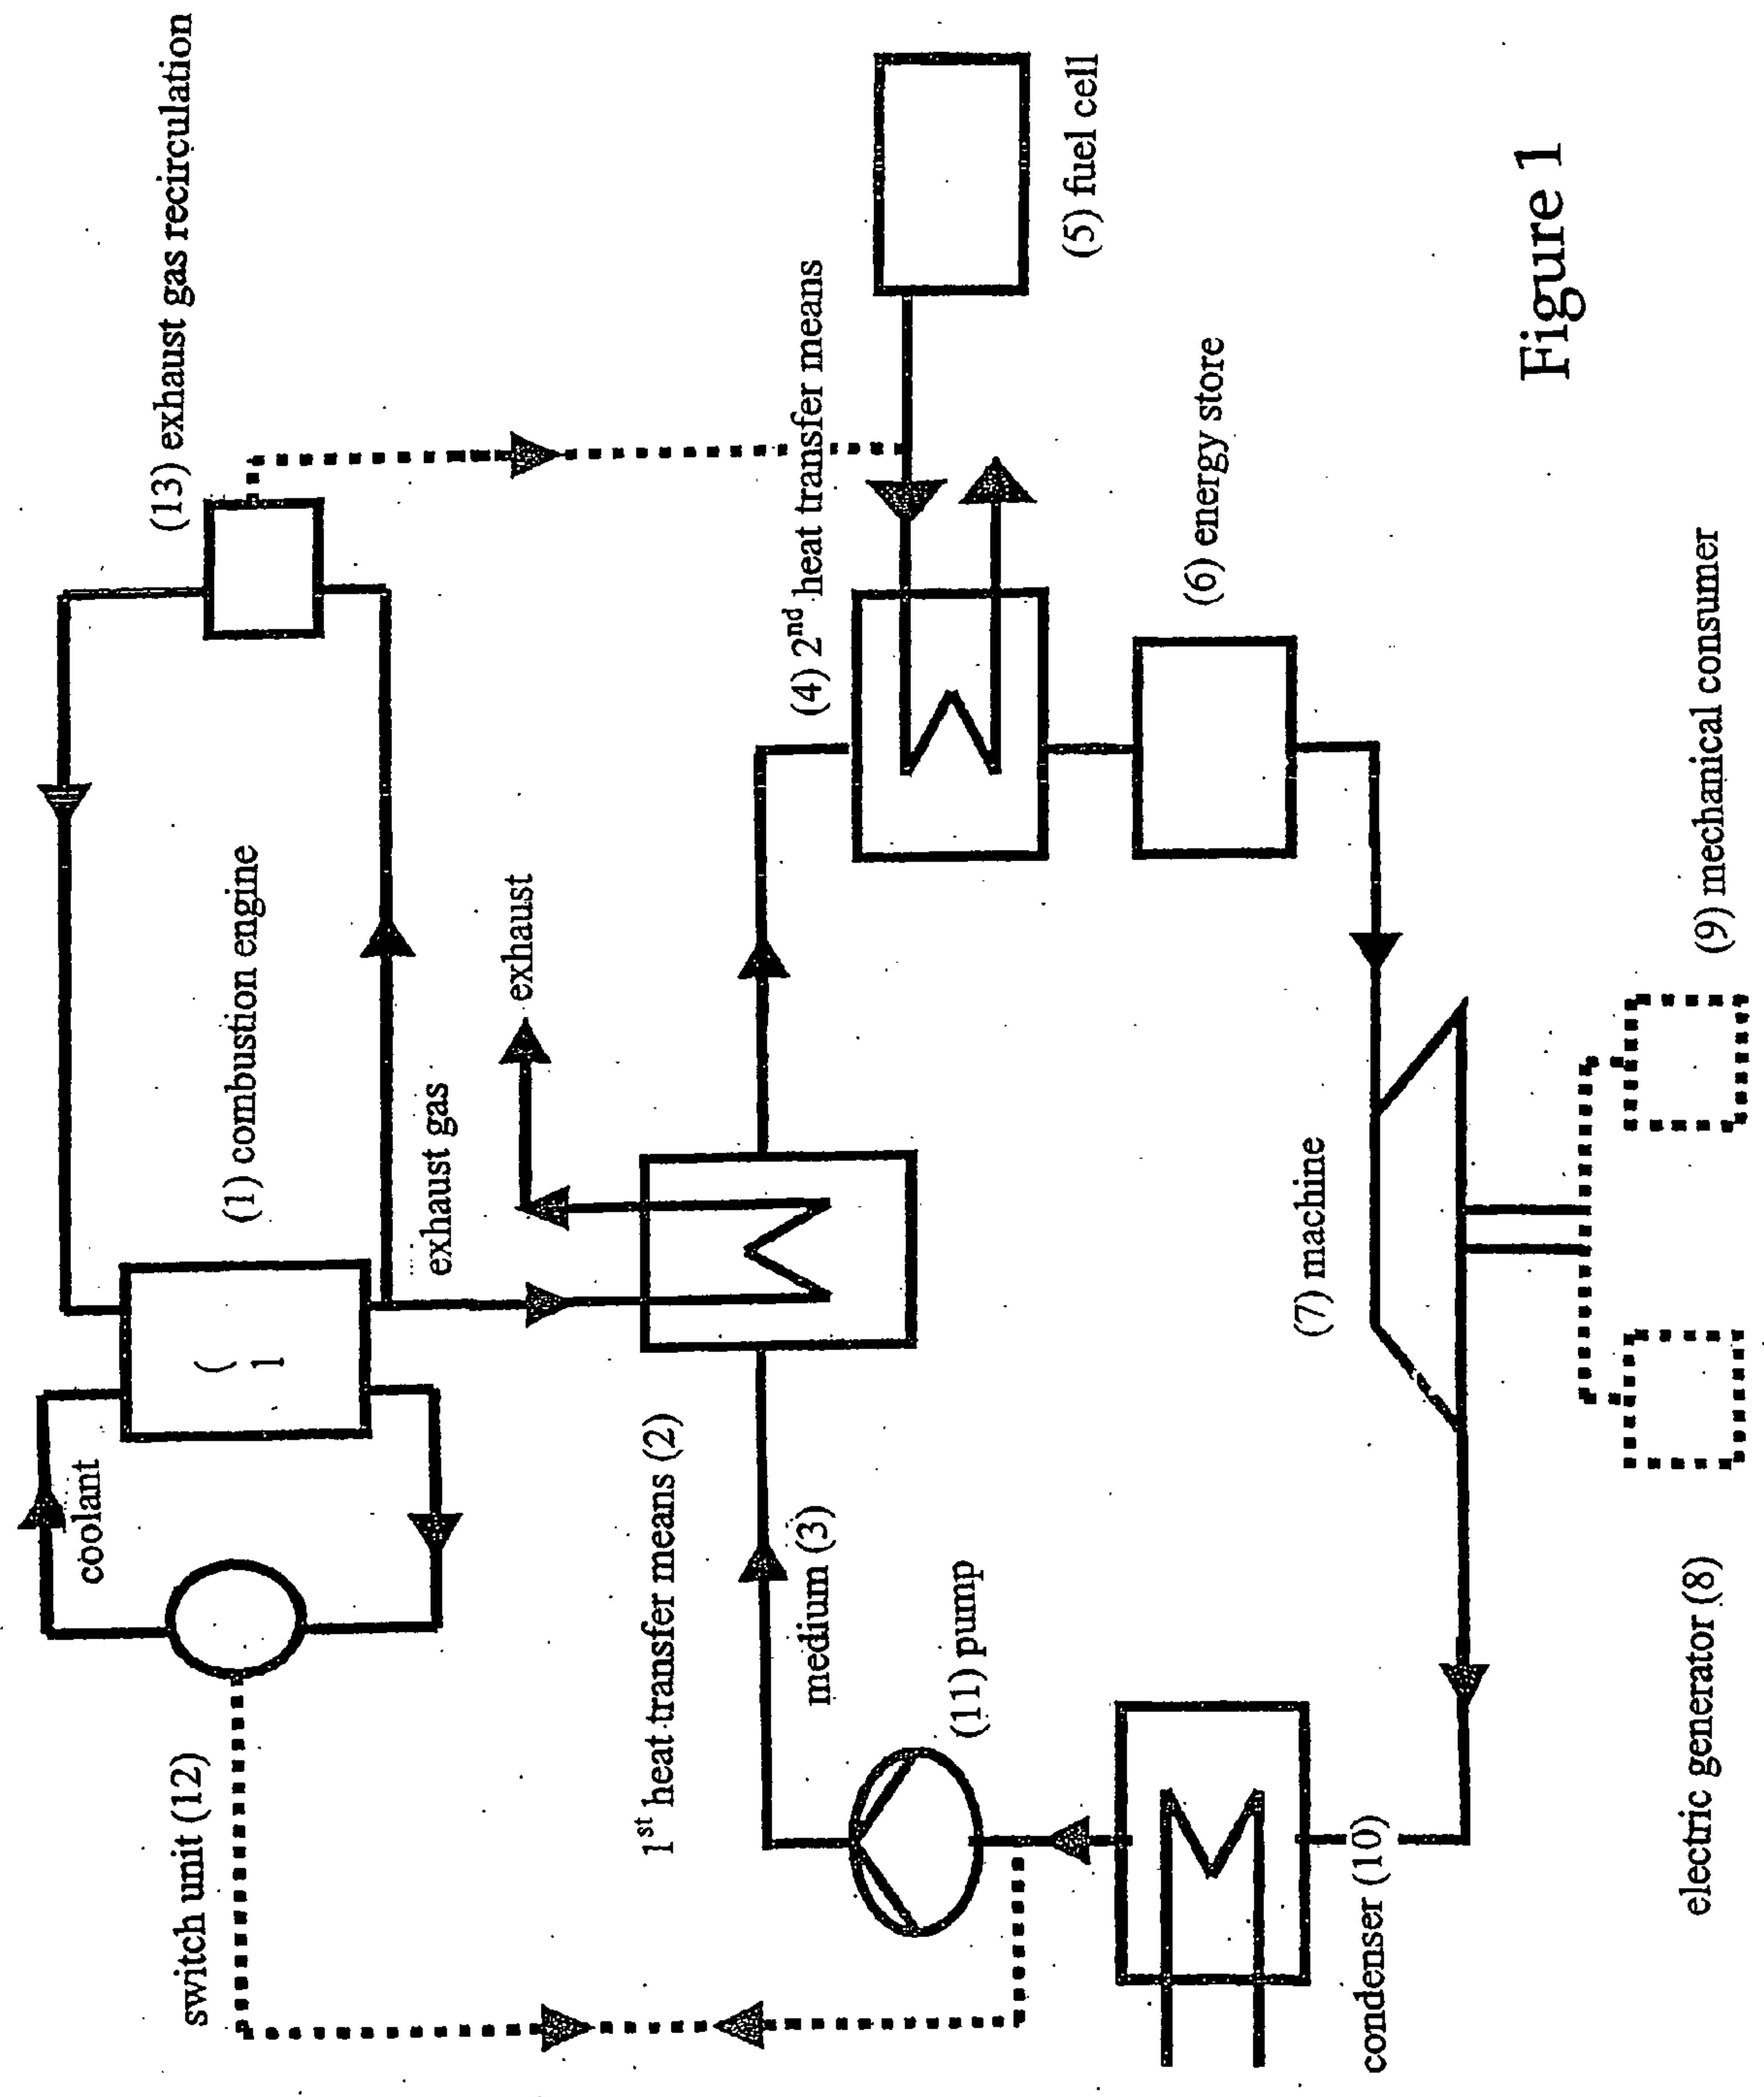 coolant
(13) exhaust gas recirculation
switch unit (12)
(
1
(1) combustion engine
exhaust gas
exhaust
1st heat transfer means (2)
(4) 2nd heat transfer means
medium (3)
(11) pump
(5) fuel cell
(6) energy store
(7) machine
condenser (10)
Figure 1
electric generator (8)
(9) mechanical consumer